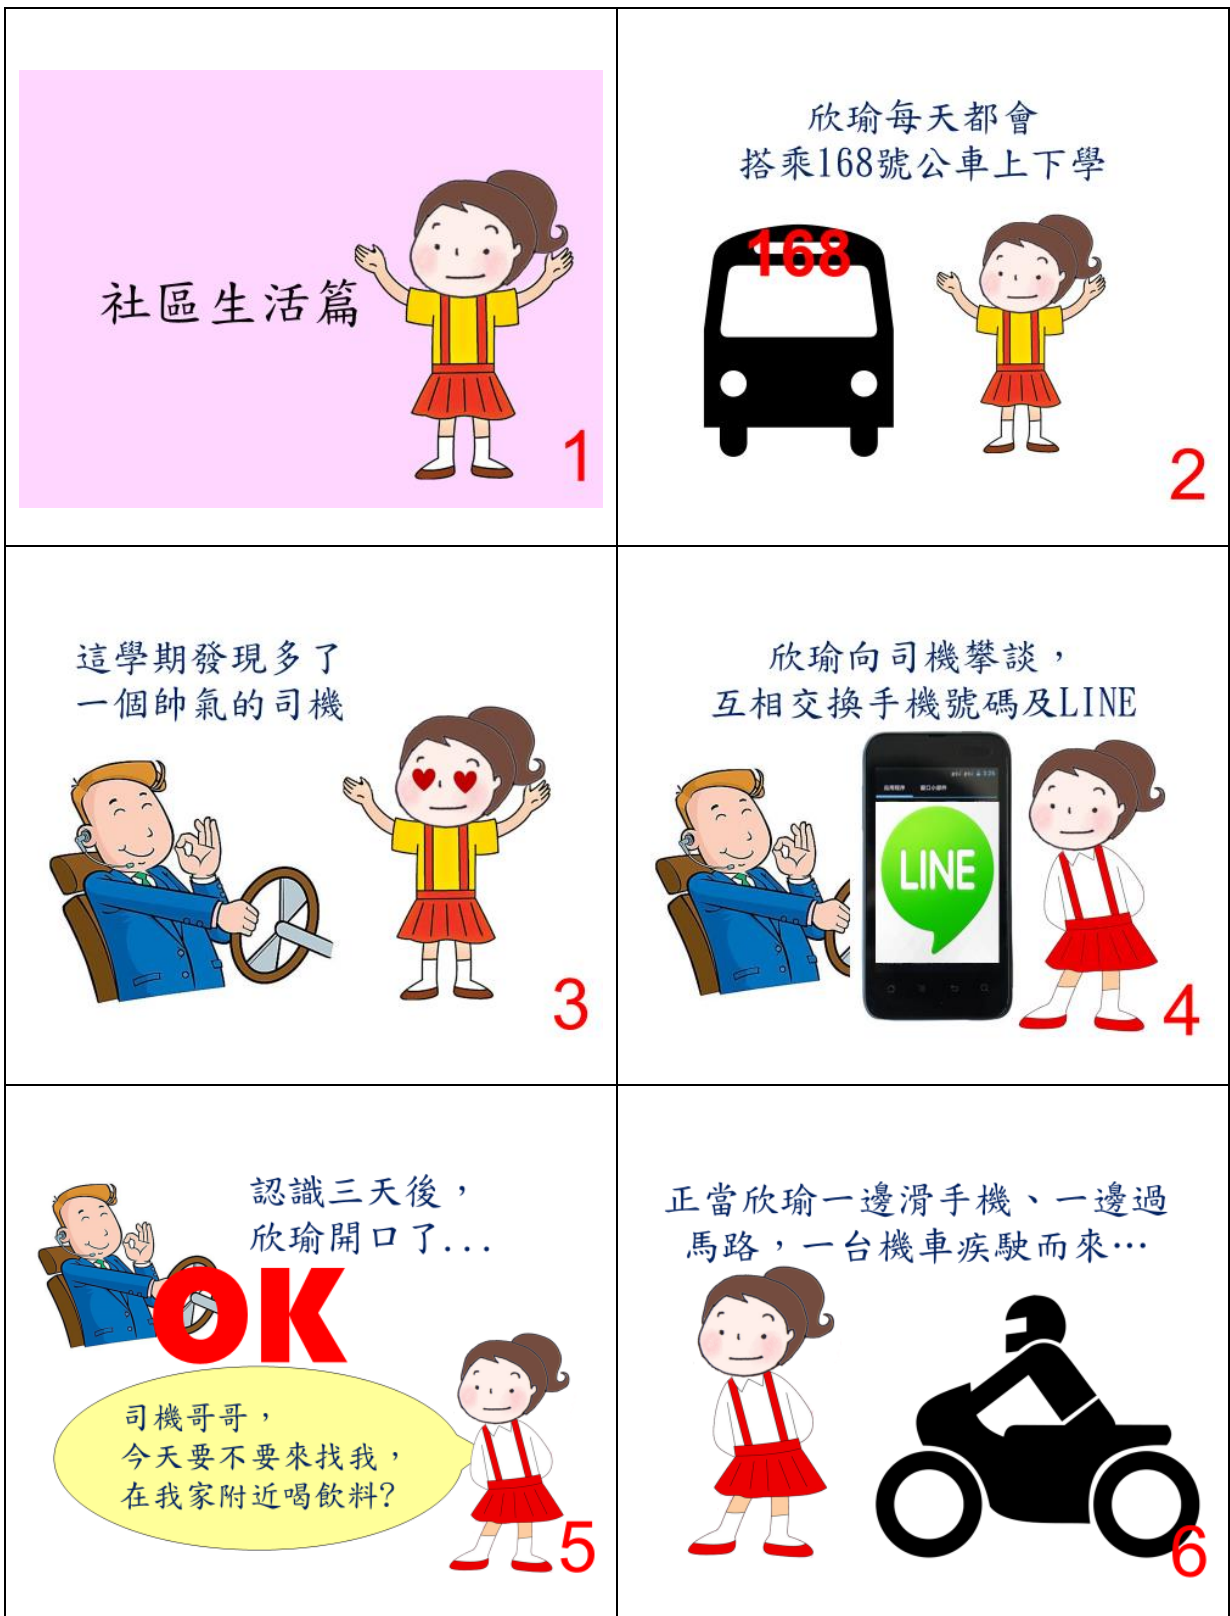 社區生活篇
1
欣瑜每天都會
搭乘168號公車上下學
168
2
這學期發現多了
一個帥氣的司機
3
欣瑜向司機攀談，
互相交換手機號碼及LINE
LINE
4
認識三天後，
欣瑜開口了...
OK
司機哥哥，
今天要不要來找我，
在我家附近喝飲料?
5
正當欣瑜一邊滑手機、一邊過
馬路，一台機車疾駛而來…
6